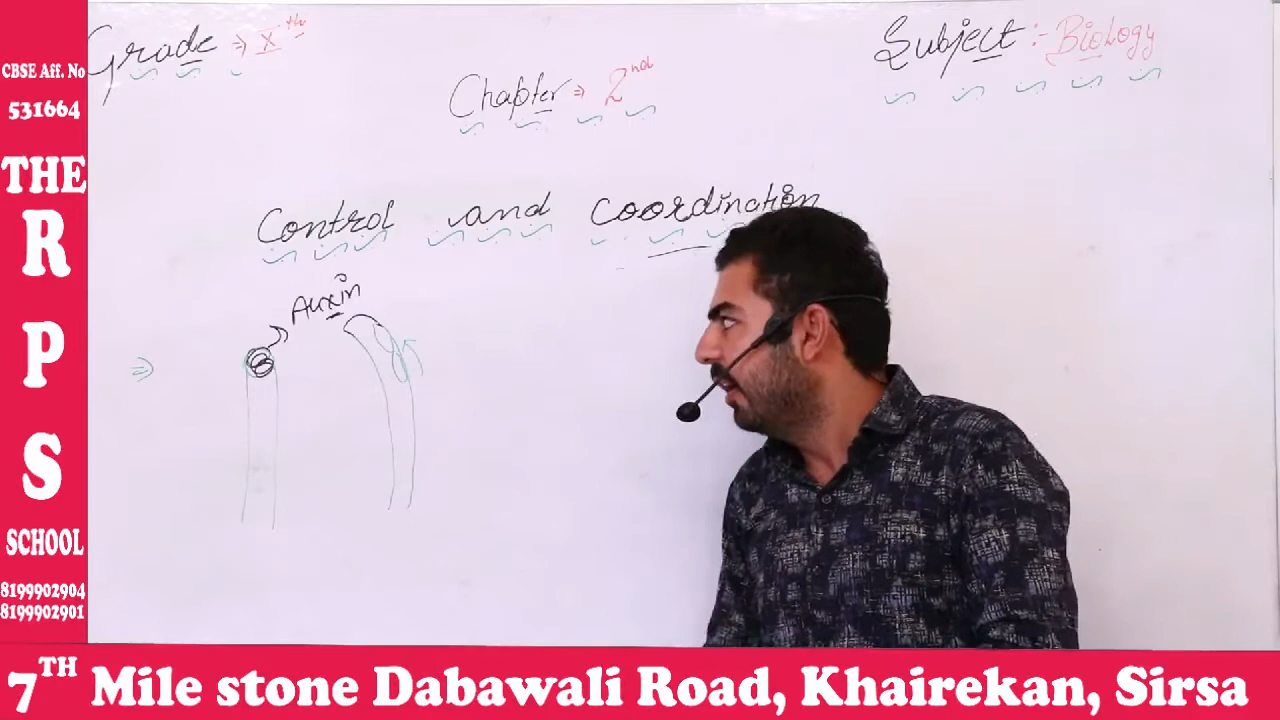 CBSE Aff. No
531664
THE
R
P
S
SCHOOL
8199902904
8199902901
Grade ⇒ Xth
Subject :- Biology
Chapter ⇒ 2nd
Control and Coordination
Auxin
⇒
7TH Mile stone Dabawali Road, Khairekan, Sirsa